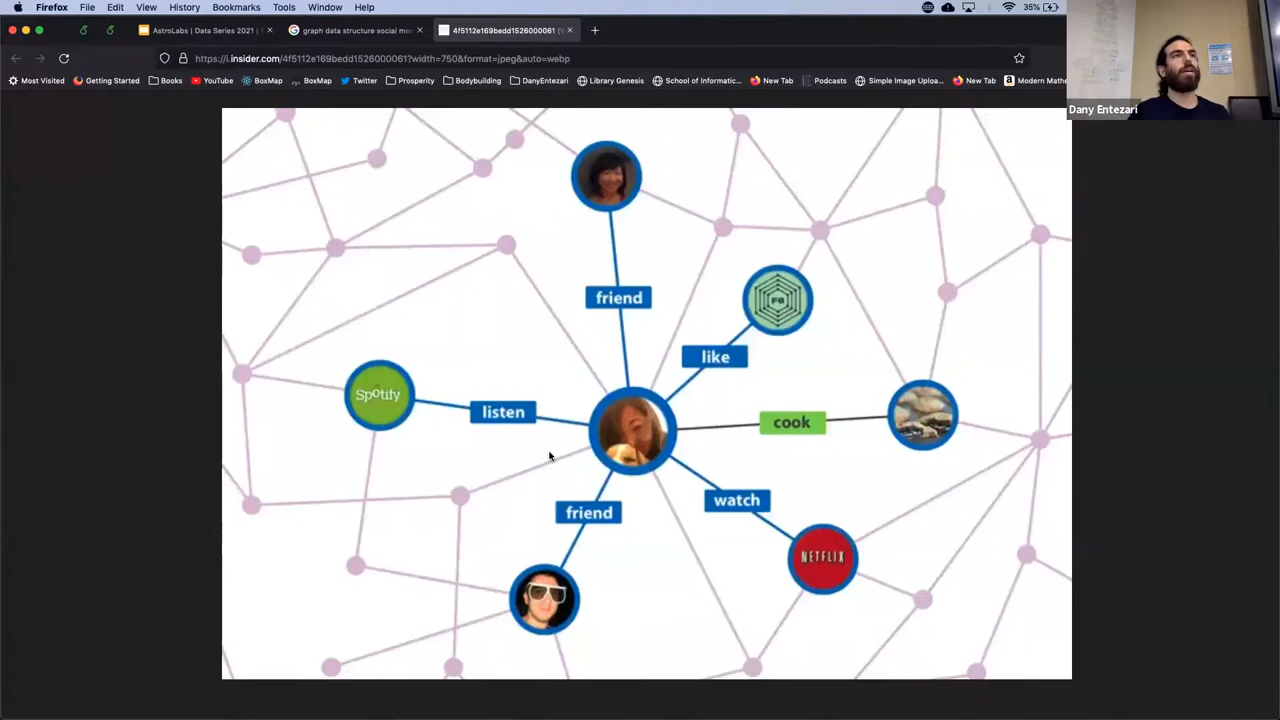 Firefox File Edit View History Bookmarks Tools Window Help 35%
AstroLabs | Data Series 2021 | graph data structure social me 4f5112e169bedd1526000061 (
https://i.insider.com/4f5112e169bedd1526000061?width=750&format=jpeg&auto=webp
Most Visited Getting Started Books YouTube BoxMap BoxMap Twitter Prosperity Bodybuilding DanyEntezari Library Genesis School of Informatic... New Tab Podcasts Simple Image Uploa... New Tab Modern Mathe
Dany Entezari
friend
FB
like
Spotify
listen
cook
watch
friend
NETFLIX